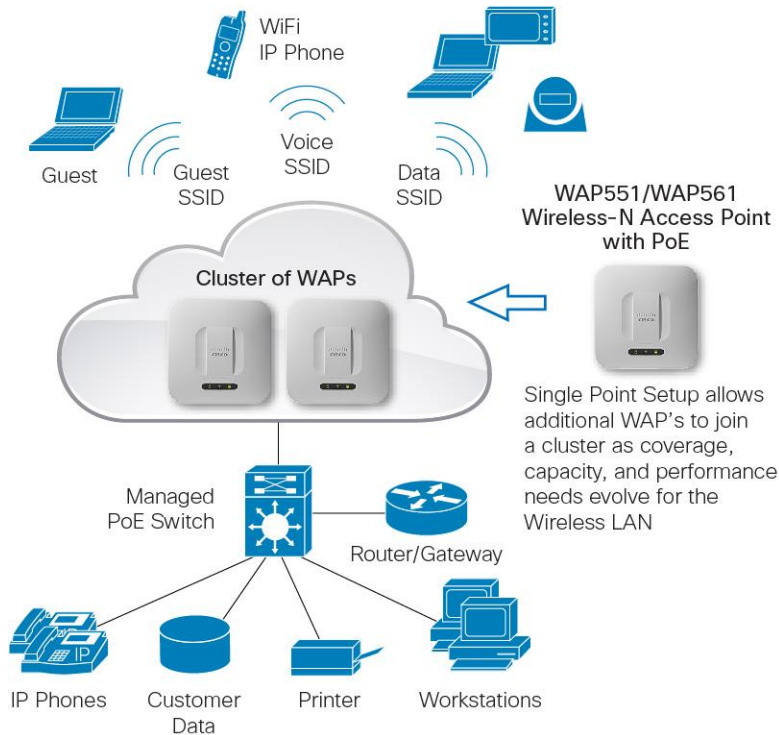 WiFi
IP Phone
Guest
Guest
SSID
Voice
SSID
Data
SSID
WAP551/WAP561
Wireless-N Access Point
with PoE
Cluster of WAPs
Single Point Setup allows
additional WAP's to join
a cluster as coverage,
capacity, and performance
needs evolve for the
Wireless LAN
Managed
PoE Switch
Router/Gateway
IP
IP Phones
Customer
Data
Printer
Workstations